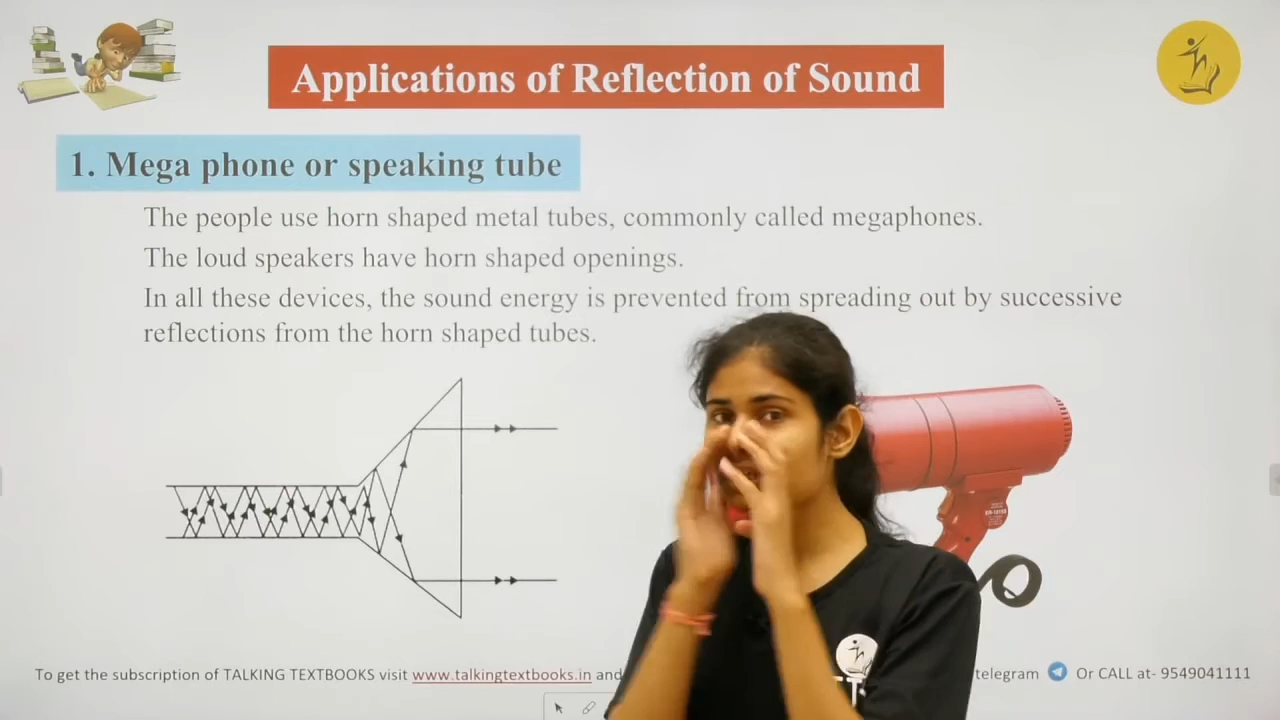 Applications of Reflection of Sound
1. Mega phone or speaking tube
The people use horn shaped metal tubes, commonly called megaphones.
The loud speakers have horn shaped openings.
In all these devices, the sound energy is prevented from spreading out by successive
reflections from the horn shaped tubes.
To get the subscription of TALKING TEXTBOOKS visit www.talkingtextbooks.in and telegram Or CALL at- 9549041111